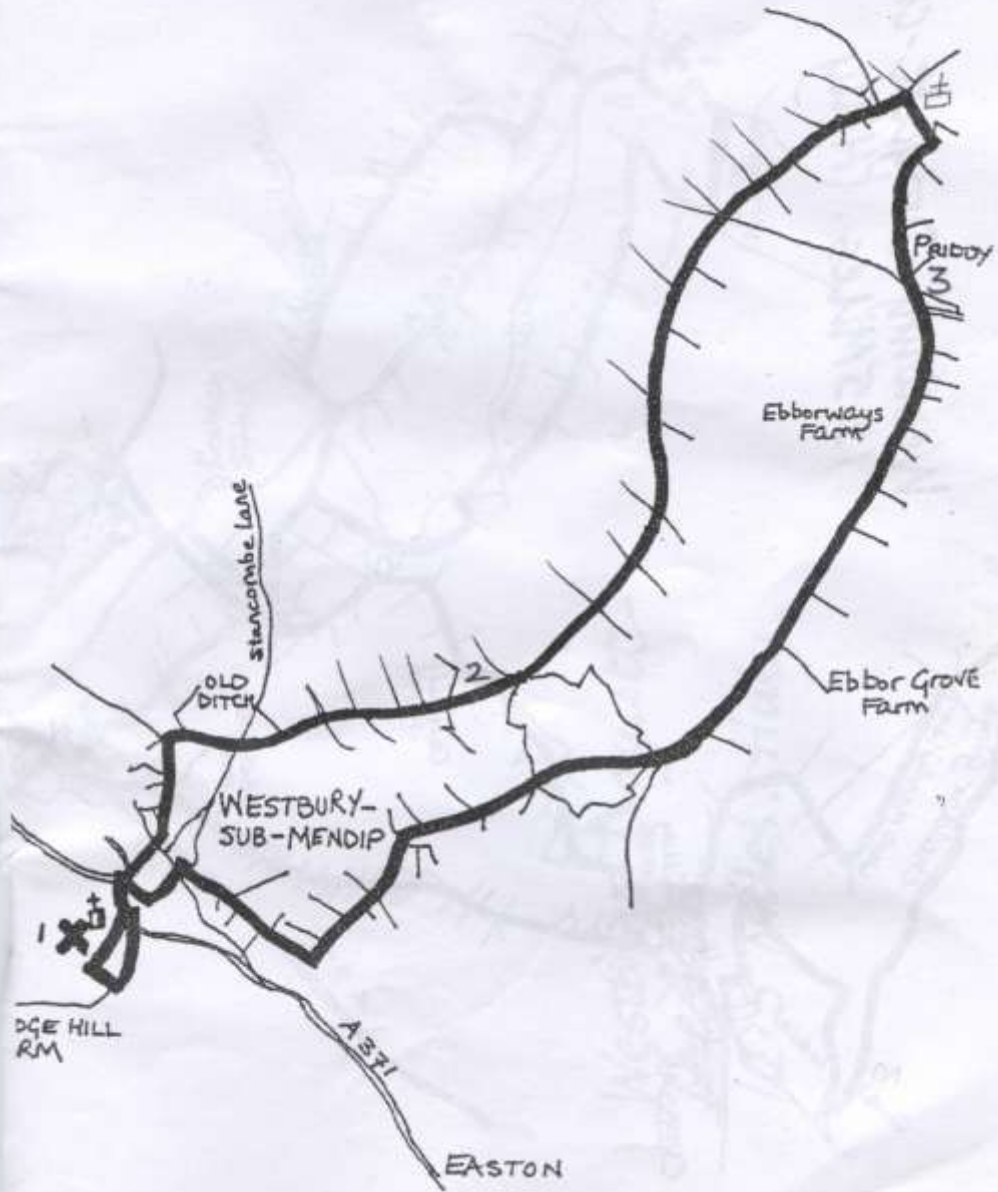 PRIDDY
3
Ebborways
Farm
Stancombe Lane
2
OLD
DITCH
Ebbor Grove
Farm
WESTBURY-
SUB-MENDIP
1
DGE HILL
RM
A371
EASTON